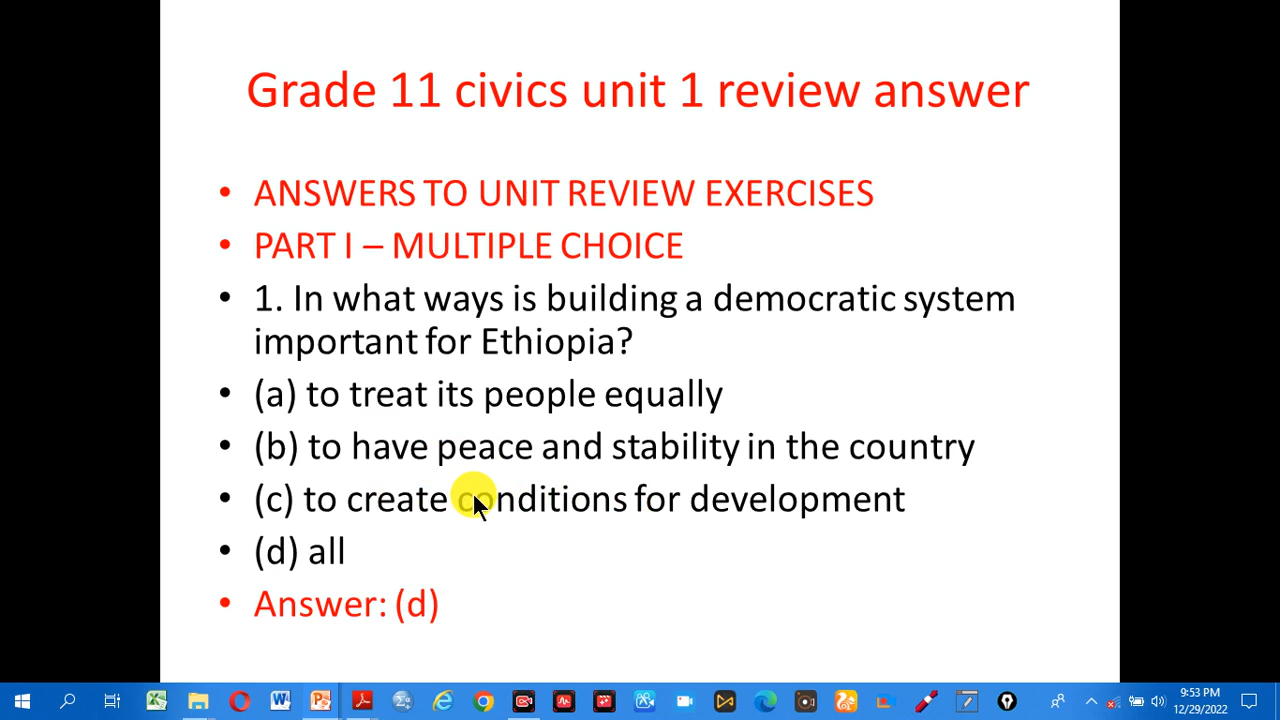 Grade 11 civics unit 1 review answer
• ANSWERS TO UNIT REVIEW EXERCISES
• PART I – MULTIPLE CHOICE
• 1. In what ways is building a democratic system
important for Ethiopia?
• (a) to treat its people equally
• (b) to have peace and stability in the country
• (c) to create conditions for development
• (d) all
• Answer: (d)
9:53 PM
12/29/2022